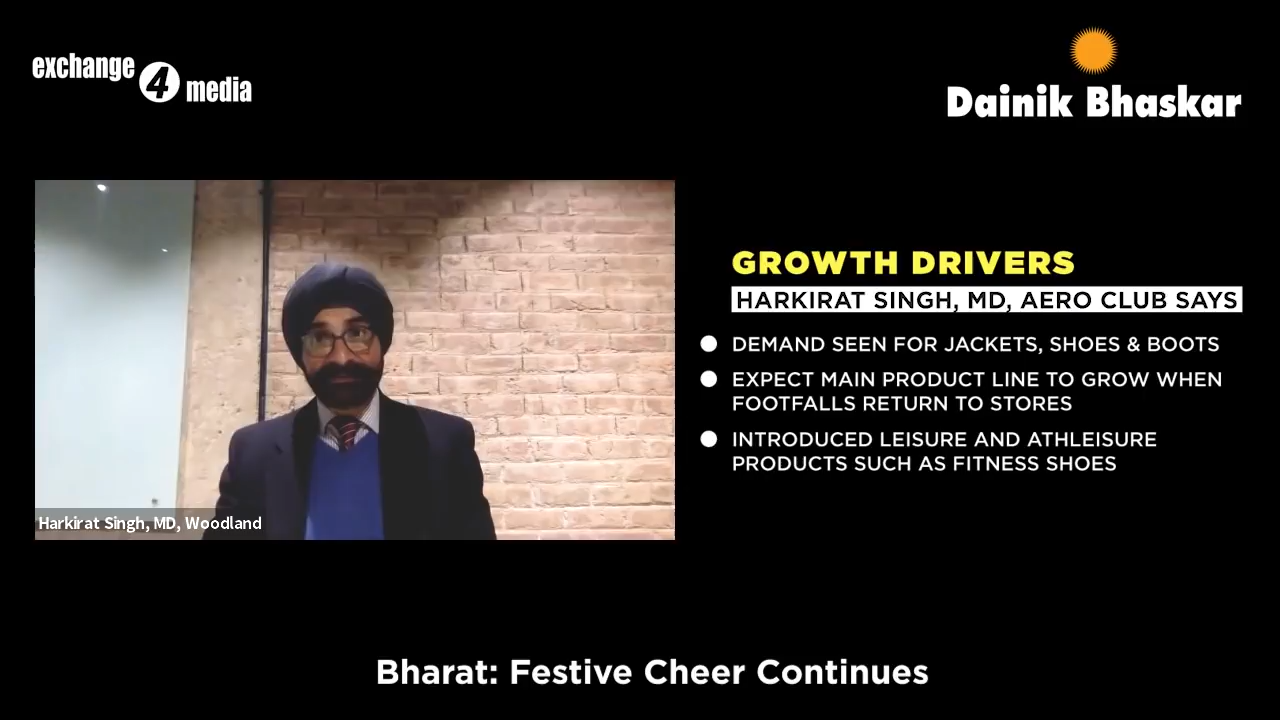 exchange
4
media
Dainik Bhaskar
GROWTH DRIVERS
HARKIRAT SINGH, MD, AERO CLUB SAYS
DEMAND SEEN FOR JACKETS, SHOES & BOOTS
EXPECT MAIN PRODUCT LINE TO GROW WHEN
FOOTFALLS RETURN TO STORES
INTRODUCED LEISURE AND ATHLEISURE
PRODUCTS SUCH AS FITNESS SHOES
Harkirat Singh, MD, Woodland
Bharat: Festive Cheer Continues